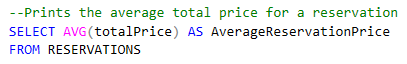 --Prints the average total price for a reservation
SELECT AVG(totalPrice) AS AverageReservationPrice
FROM RESERVATIONS